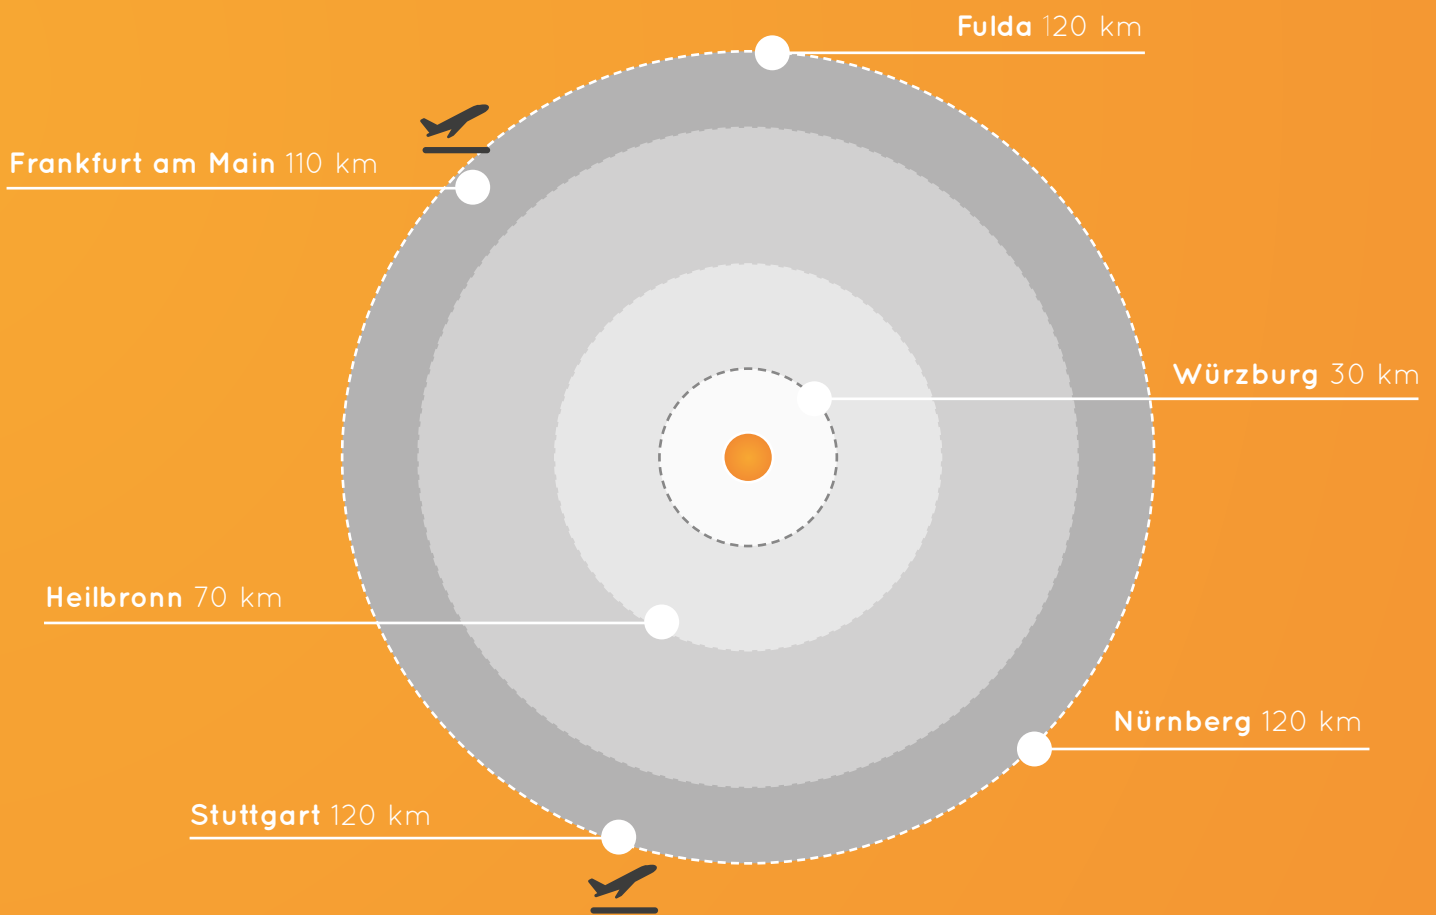 Fulda 120 km
Frankfurt am Main 110 km
Würzburg 30 km
Heilbronn 70 km
Nürnberg 120 km
Stuttgart 120 km